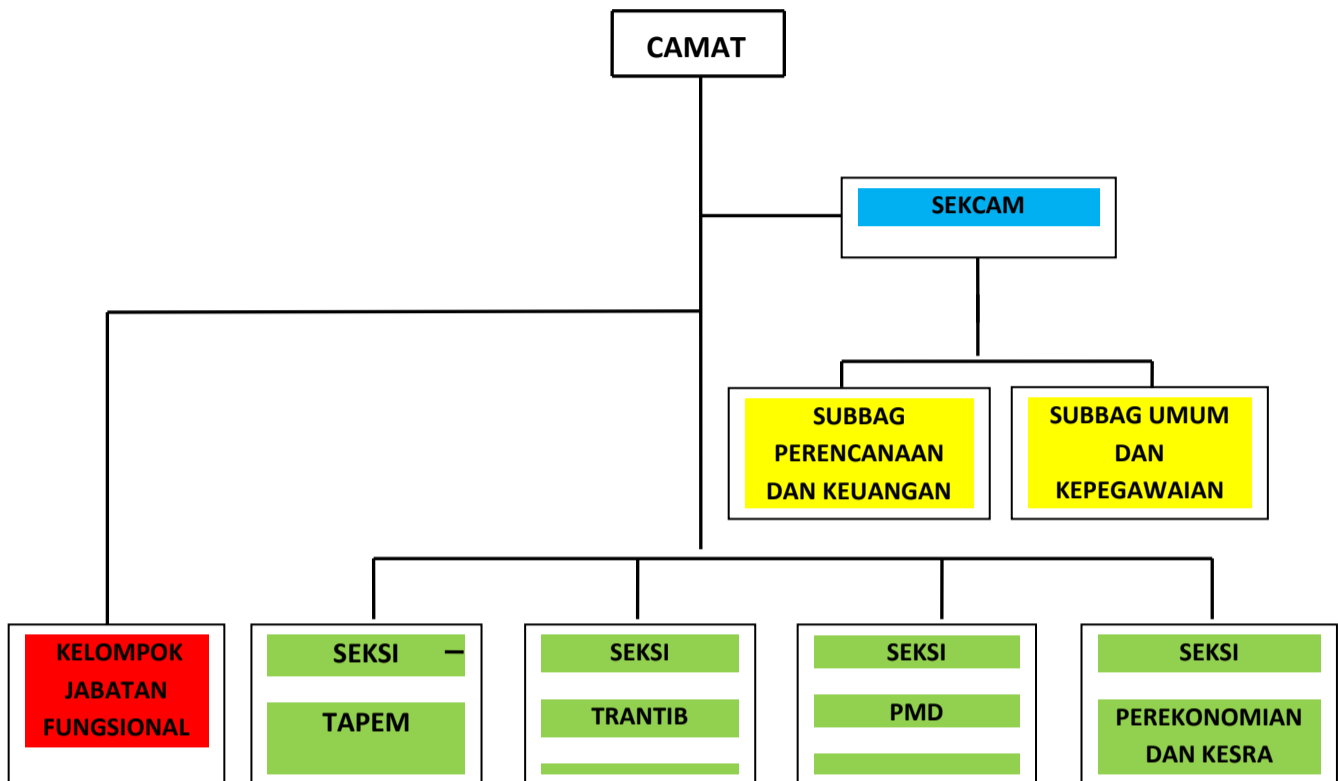 CAMAT
SEKCAM
SUBBAG
PERENCANAAN
DAN KEUANGAN
SUBBAG UMUM
DAN
KEPEGAWAIAN
KELOMPOK
JABATAN
FUNGSIONAL
SEKSI
TAPEM
SEKSI
TRANTIB
SEKSI
PMD
SEKSI
PEREKONOMIAN
DAN KESRA